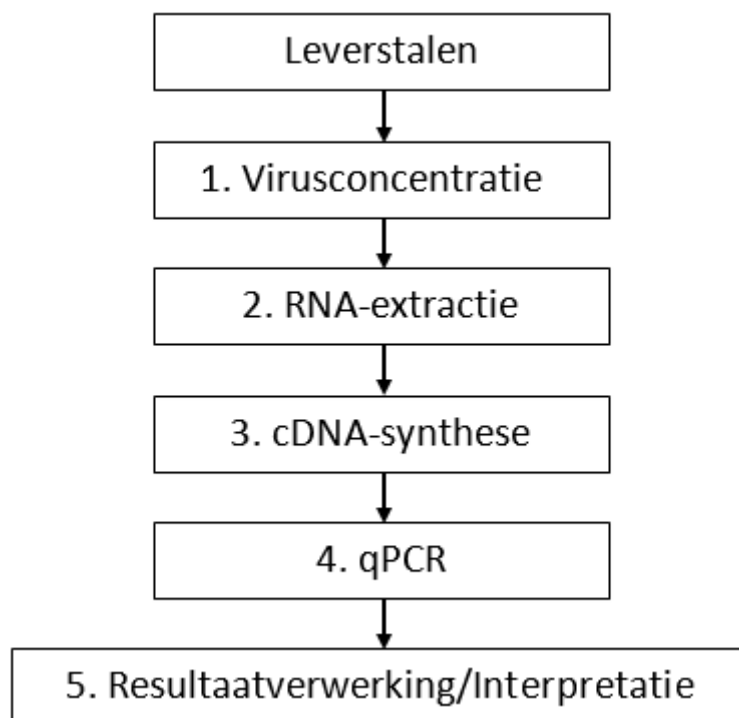 Leverstalen
1. Virusconcentratie
2. RNA-extractie
3. cDNA-synthese
4. qPCR
5. Resultaatverwerking/Interpretatie